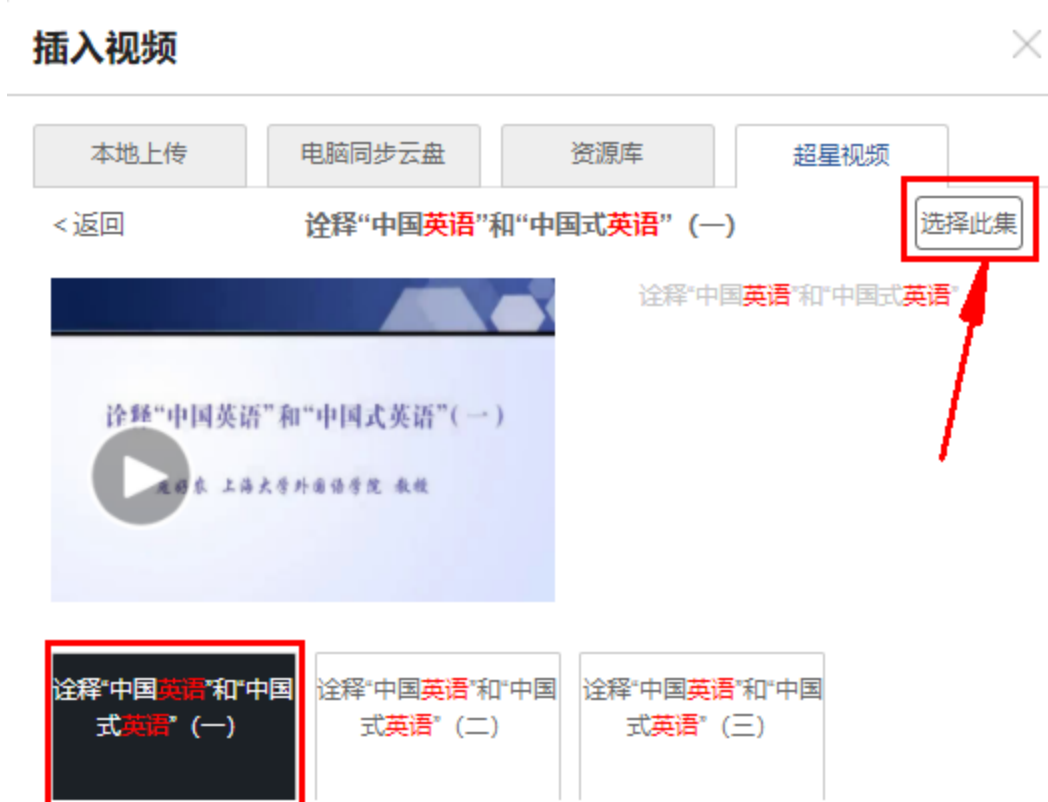 插入视频
本地上传 电脑同步云盘 资源库 超星视频
<返回 诠释“中国英语”和“中国式英语”（一） 选择此集
诠释“中国英语”和“中国式英语”
诠释“中国英语”和“中国式英语”(一)
上海大学外国语学院 教授
诠释“中国英语”和“中国
式英语”（一）
诠释“中国英语”和“中国
式英语”（二）
诠释“中国英语”和“中国
式英语”（三）